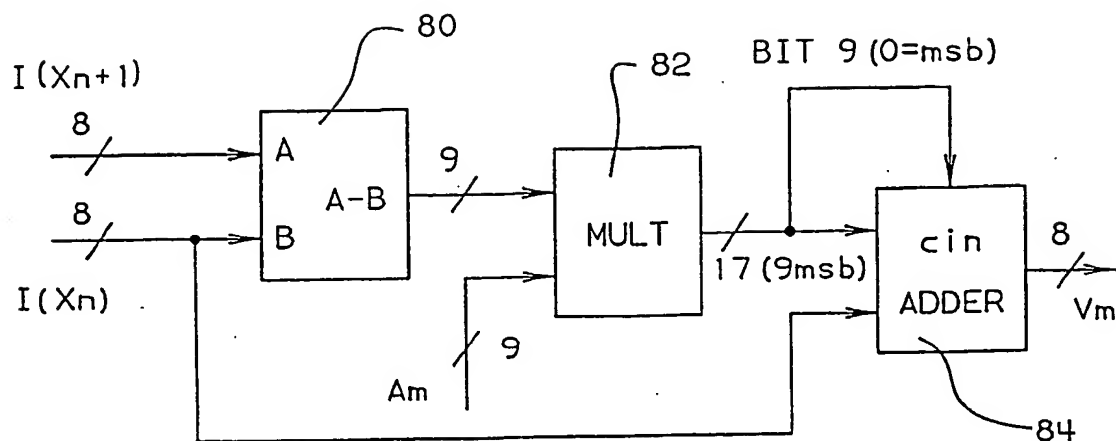 80
82
BIT 9 (0=msb)
I (Xn+1)
8
A
9
A-B
8
B
MULT
cin
8
17 (9msb)
ADDER
Vm
I (Xn)
9
Am
84